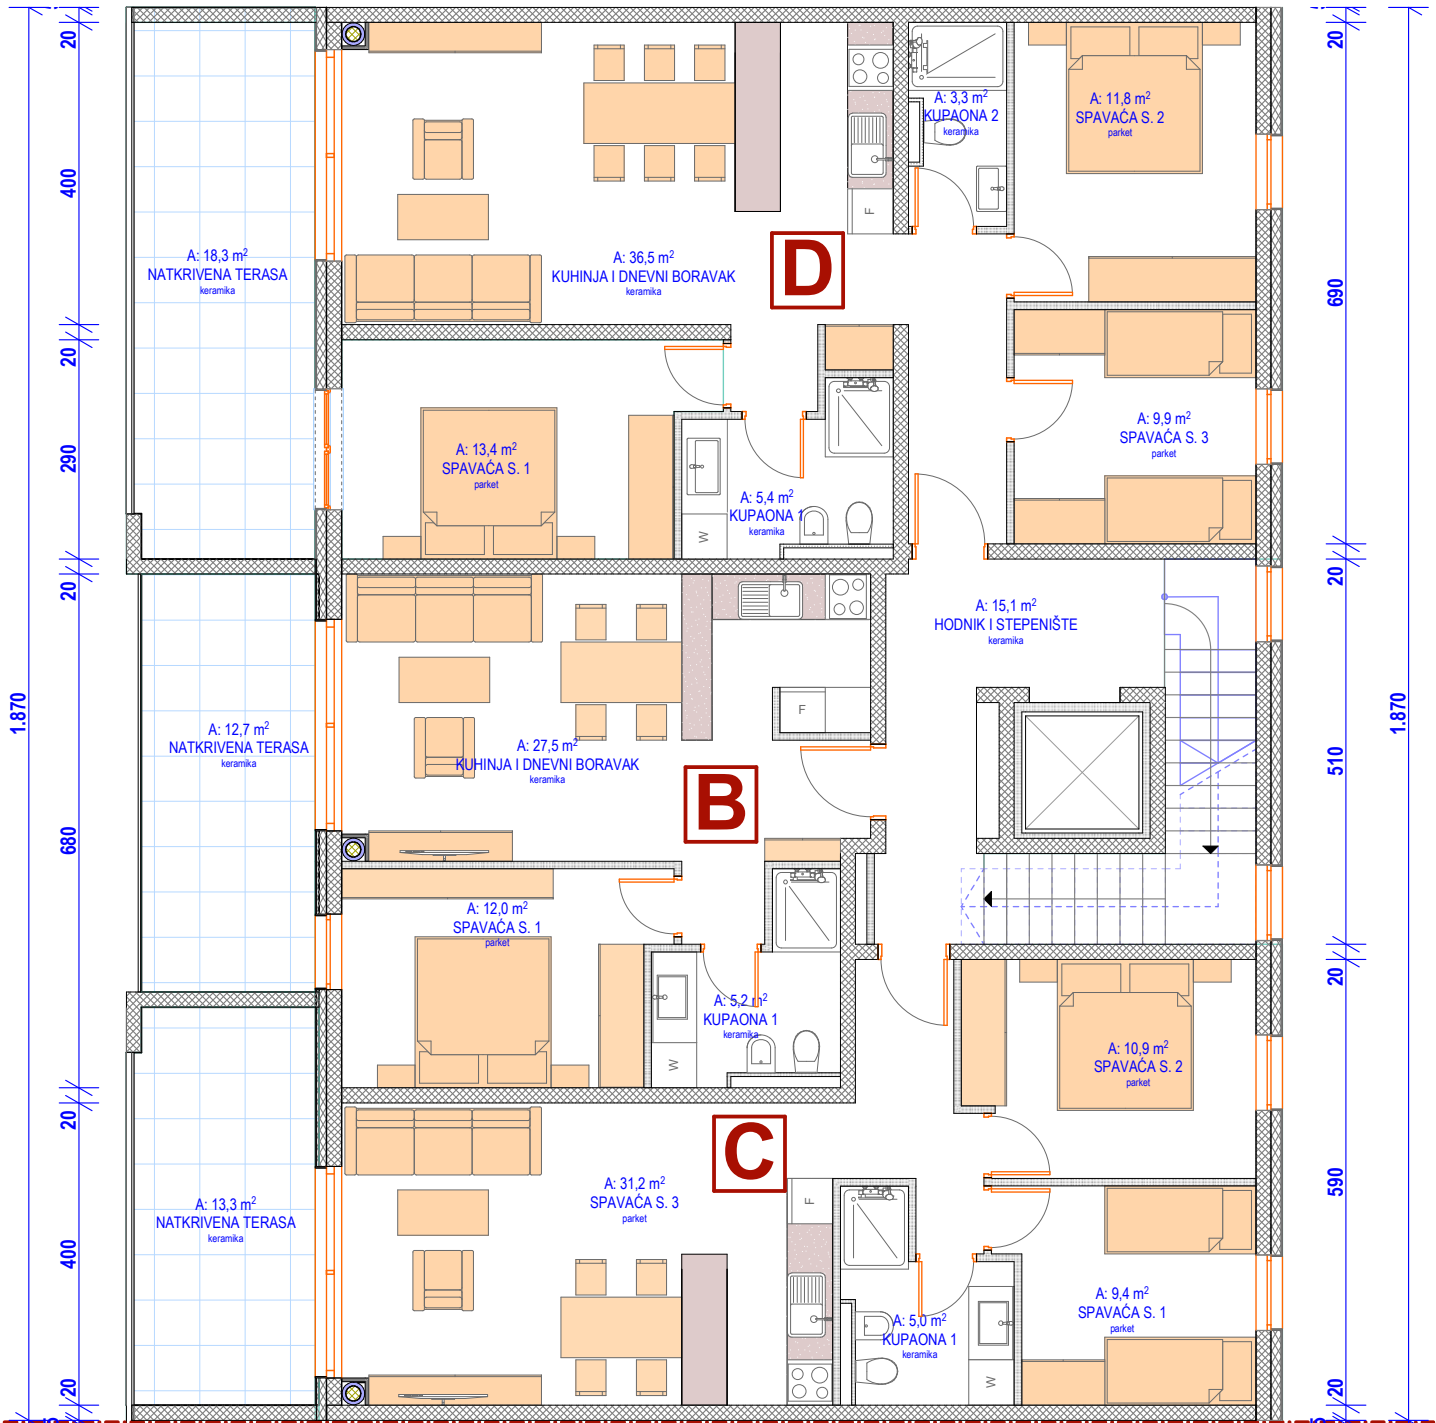 A: 3,3 m²
KUPAONA 2
keramika
A: 11,8 m²
SPAVAĆA S. 2
parket
F
A: 18,3 m²
NATKRIVENA TERASA
keramika
A: 36,5 m²
KUHINJA I DNEVNI BORAVAK
keramika
D
A: 13,4 m²
SPAVAĆA S. 1
parket
A: 9,9 m²
SPAVAĆA S. 3
parket
A: 5,4 m²
KUPAONA 1
keramika
W
A: 15,1 m²
HODNIK I STEPENIŠTE
keramika
F
A: 12,7 m²
NATKRIVENA TERASA
keramika
A: 27,5 m²
KUHINJA I DNEVNI BORAVAK
keramika
B
A: 12,0 m²
SPAVAĆA S. 1
parket
A: 5,2 m²
KUPAONA 1
keramika
W
A: 10,9 m²
SPAVAĆA S. 2
parket
C
A: 13,3 m²
NATKRIVENA TERASA
keramika
A: 31,2 m²
SPAVAĆA S. 3
parket
F
A: 9,4 m²
SPAVAĆA S. 1
parket
A: 5,0 m²
KUPAONA 1
keramika
W
1.870
20
400
20
290
20
680
20
400
20
20
690
20
510
20
590
20
1.870